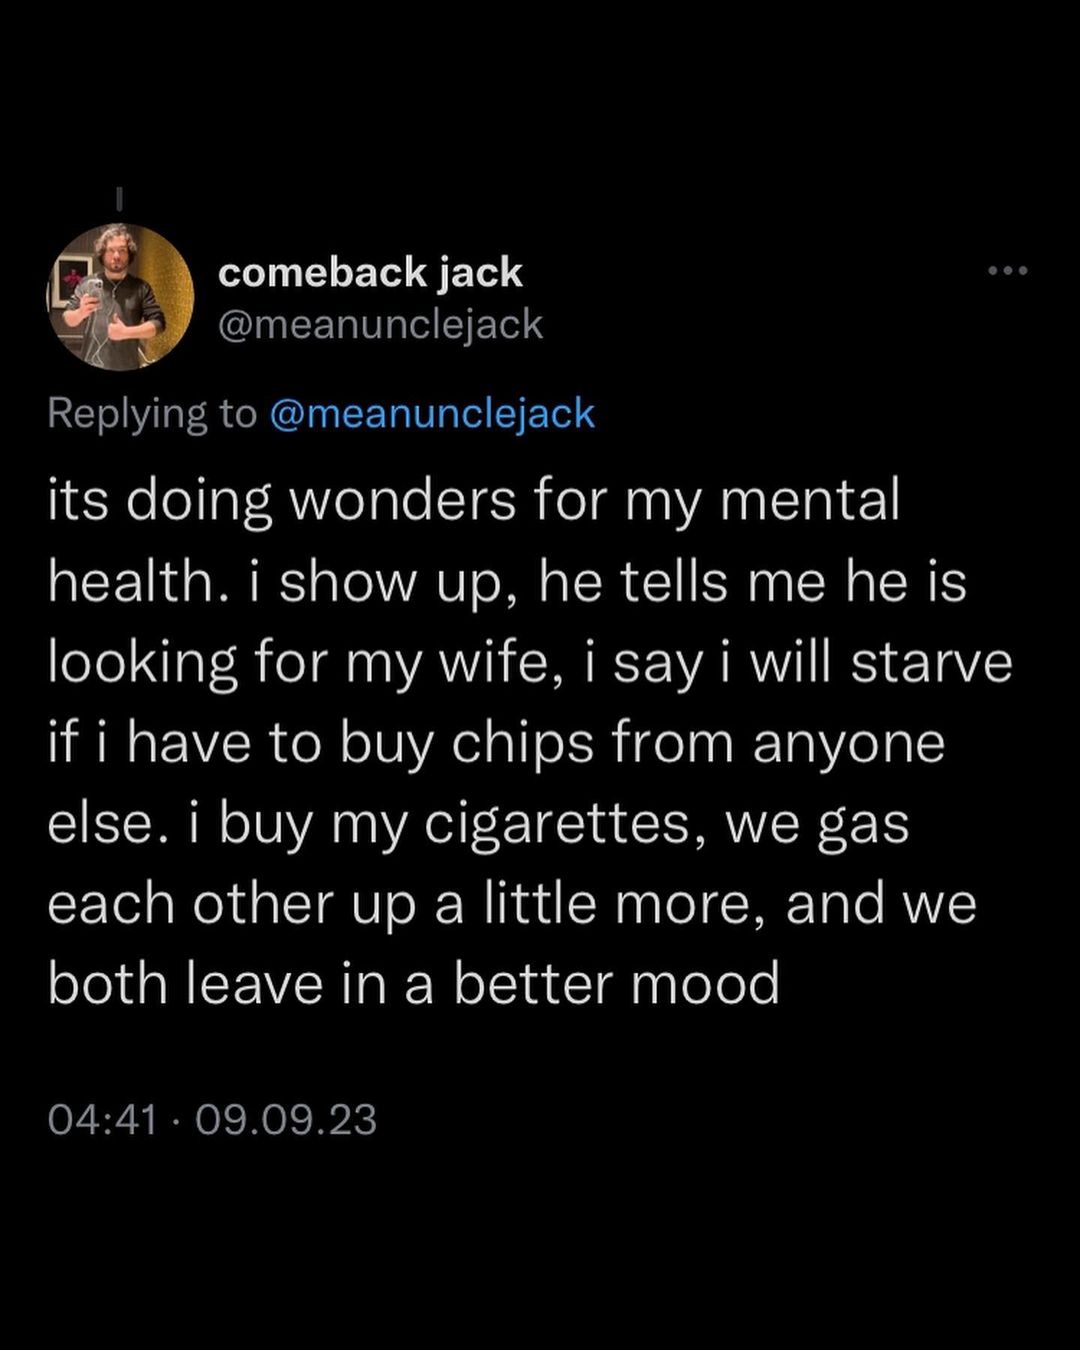 comeback jack
@meanunclejack
Replying to @meanunclejack
its doing wonders for my mental
health. i show up, he tells me he is
looking for my wife, i say i will starve
if i have to buy chips from anyone
else. i buy my cigarettes, we gas
each other up a little more, and we
both leave in a better mood
04:41 · 09.09.23